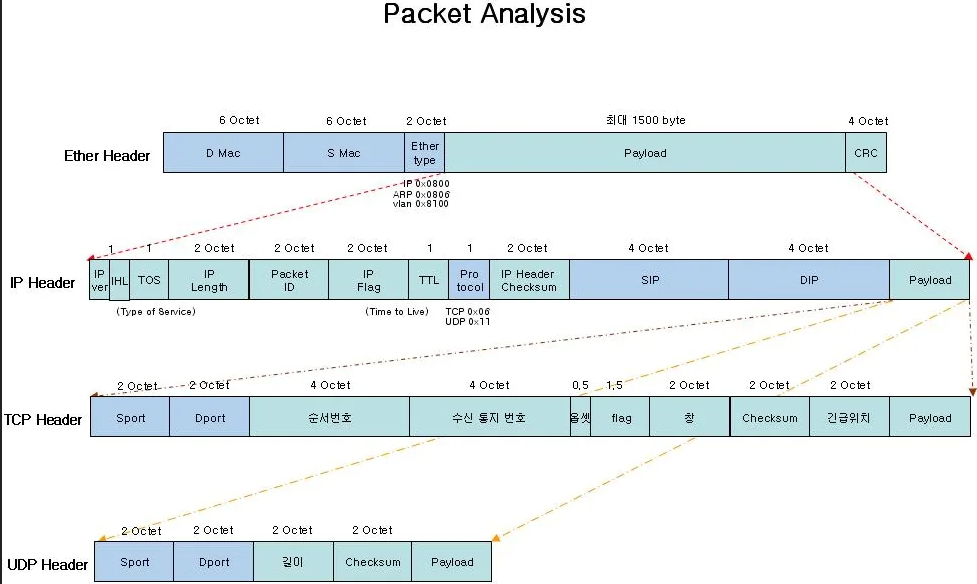 Packet Analysis
6 Octet 6 Octet 2 Octet 최대 1500 byte 4 Octet
Ether Header D Mac S Mac Ether type Payload CRC
IP 0x0800
ARP 0x0806
vlan 0x8100
1 1 2 Octet 2 Octet 2 Octet 1 1 2 Octet 4 Octet 4 Octet
IP Header IP ver IHL TOS IP Length Packet ID IP Flag TTL Pro tocol IP Header Checksum SIP DIP Payload
(Type of Service) (Time to Live) TCP 0x06
UDP 0x11
2 Octet 2 Octet 4 Octet 4 Octet 0,5 1,5 2 Octet 2 Octet 2 Octet
TCP Header Sport Dport 순서번호 수신 통지 번호 옵셋 flag 창 Checksum 긴급위치 Payload
2 Octet 2 Octet 2 Octet 2 Octet
UDP Header Sport Dport 길이 Checksum Payload